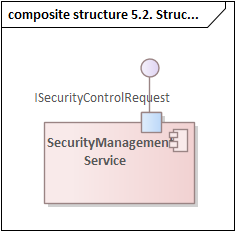 composite structure 5.2. Struc...
ISecurityControlRequest
SecurityManagement
Service